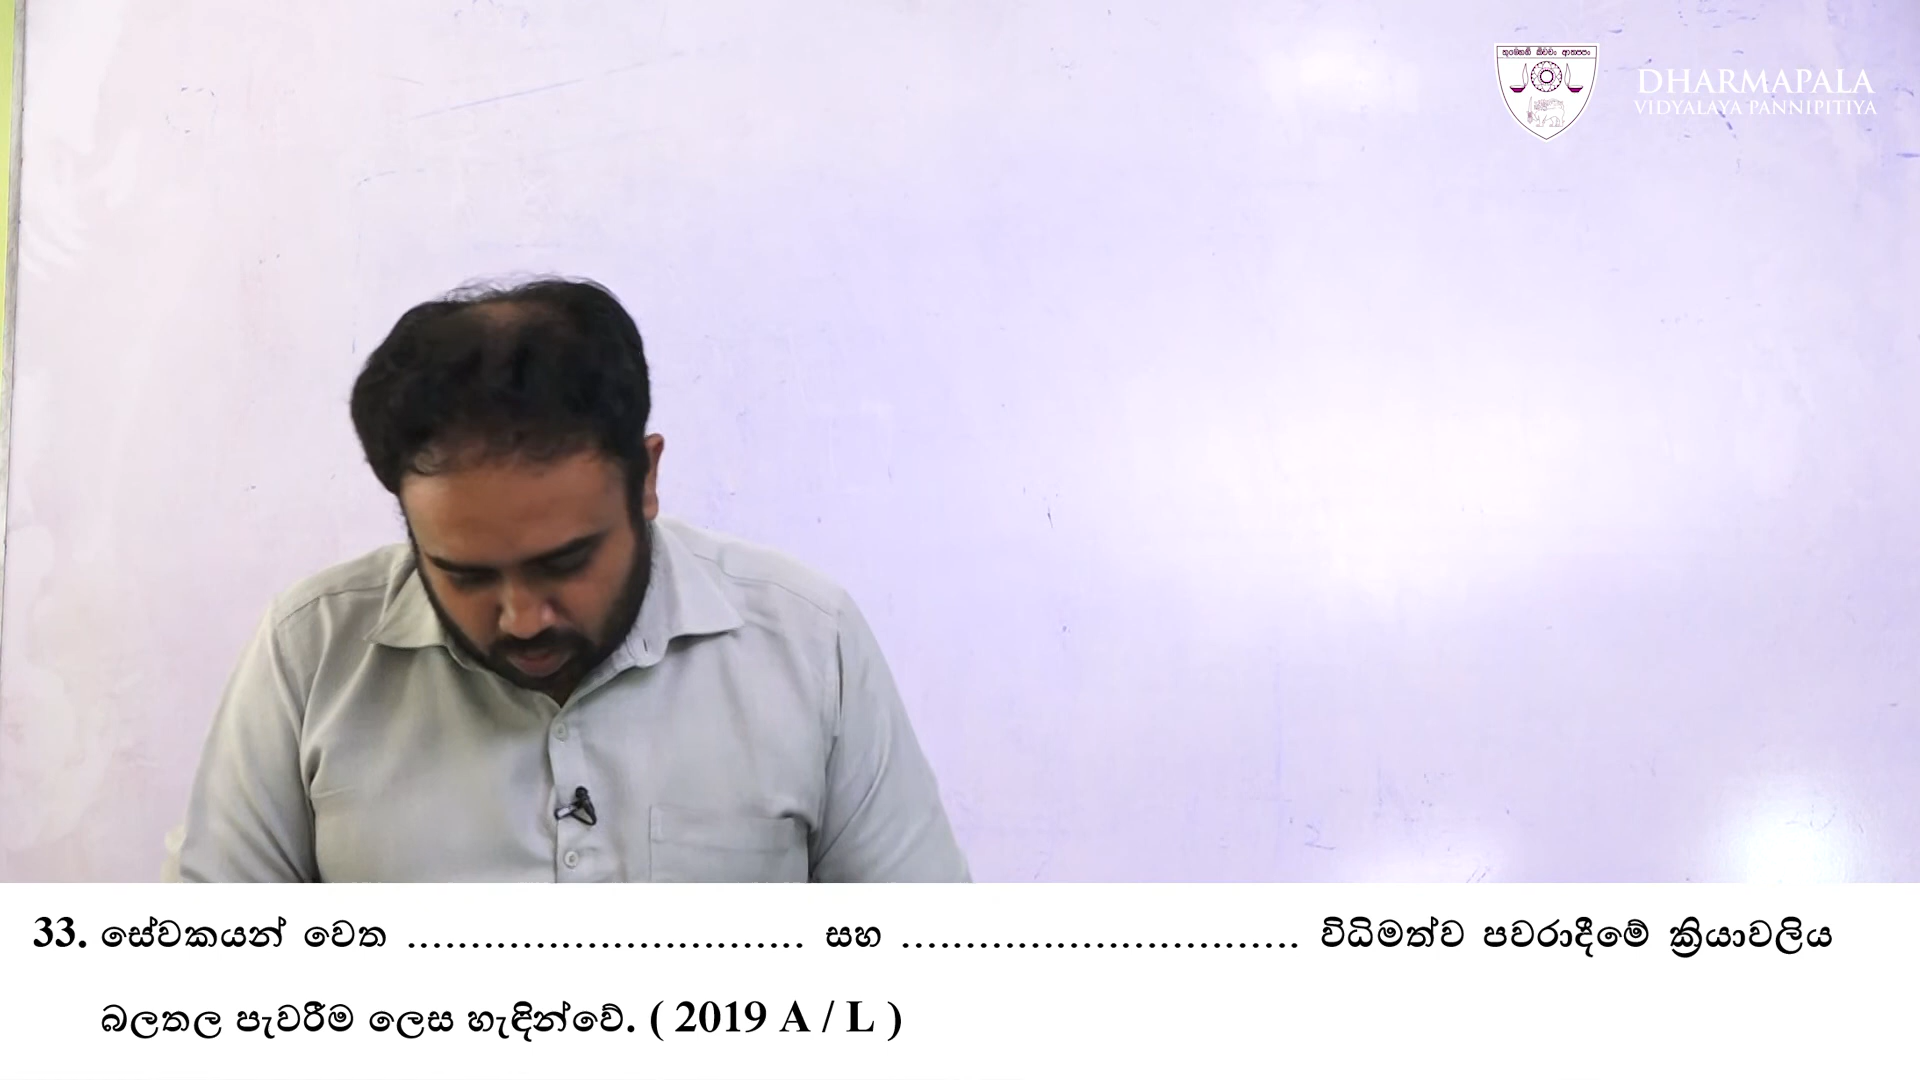 DHARMAPALA
VIDYALAYA PANNIPITIYA
33. සේවකයන් වෙත ............................... සහ ............................... විධිමත්ව පවරාදීමේ ක්‍රියාවලිය
බලතල පැවරීම ලෙස හැඳින්වේ. ( 2019 A / L )